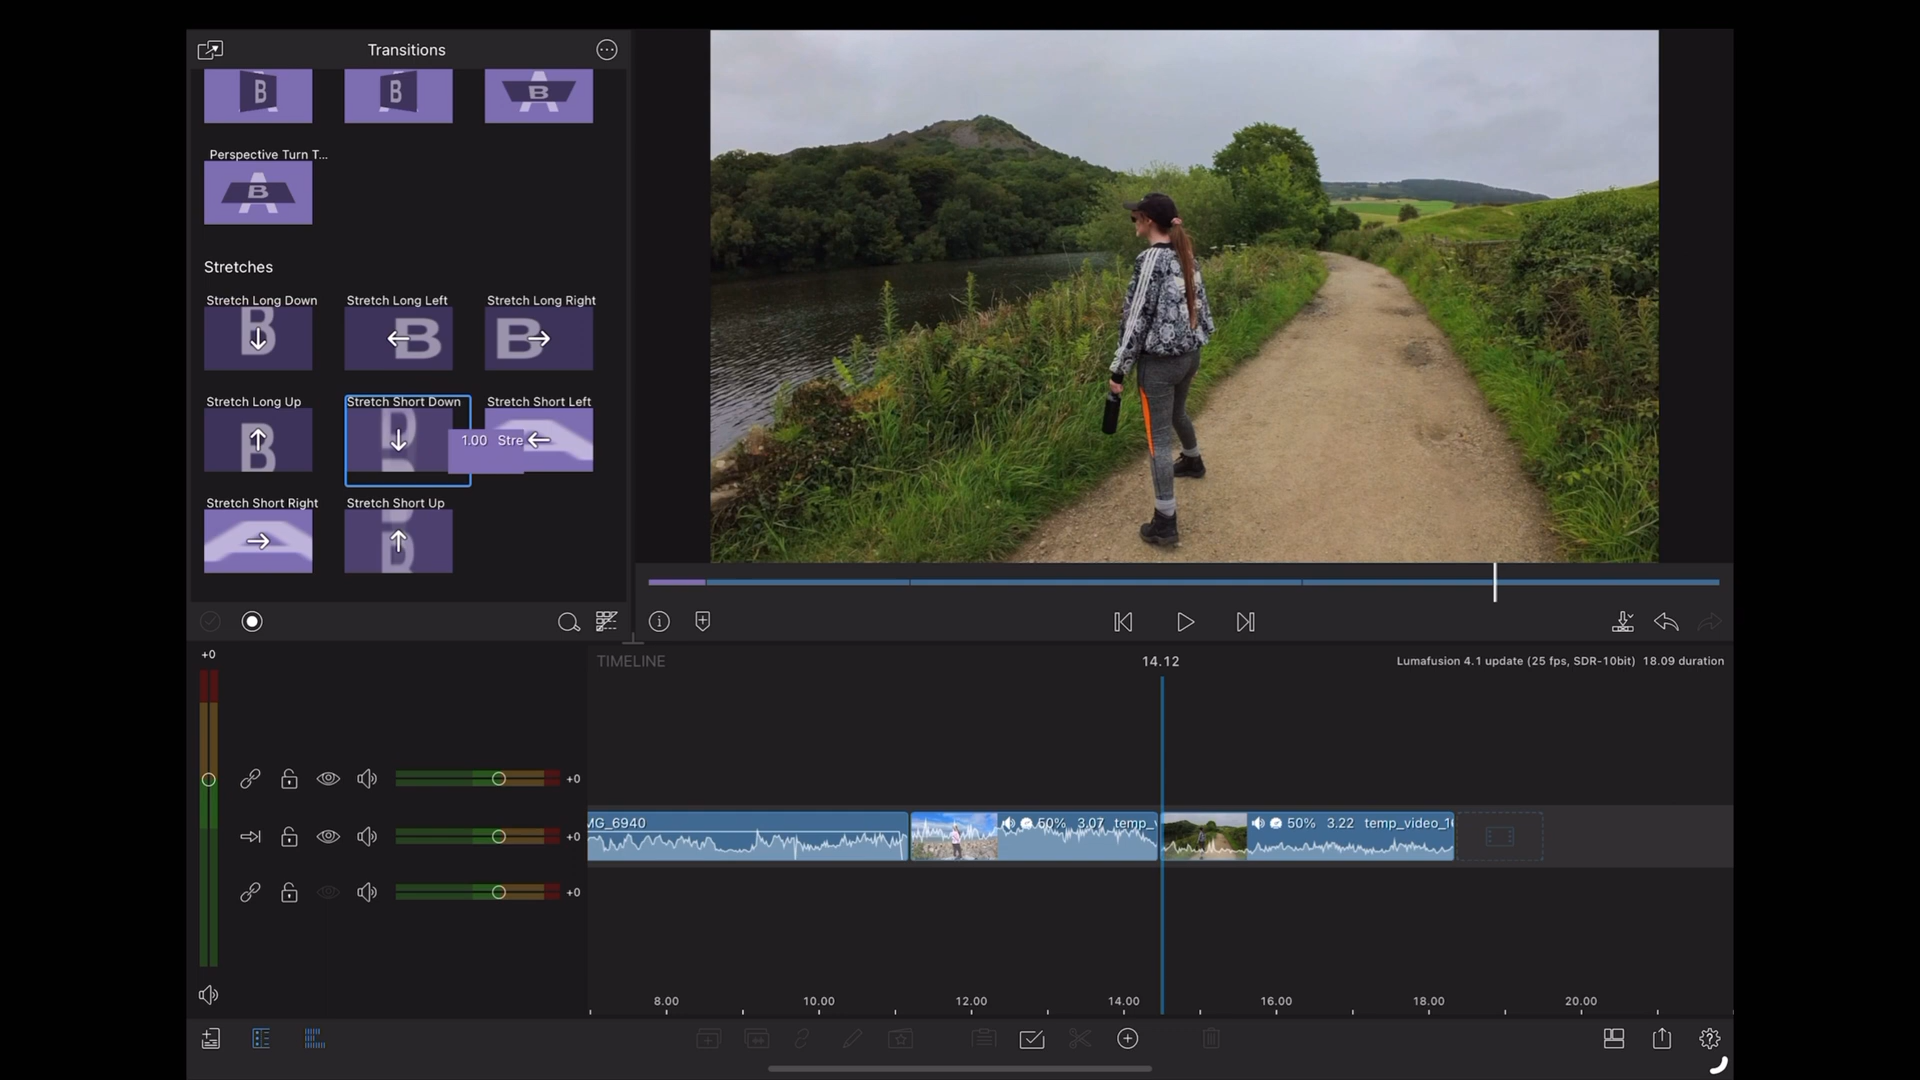 Transitions
B
B
B
Perspective Turn T...
B
Stretches
Stretch Long Down
Stretch Long Left
Stretch Long Right
B
B
B
Stretch Long Up
Stretch Short Down
Stretch Short Left
B
1.00 Stre
Stretch Short Right
Stretch Short Up
+0
TIMELINE
14.12
Lumafusion 4.1 update (25 fps, SDR-10bit) 18.09 duration
+0
MG_6940
50% 3.07 temp_v
50% 3.22 temp_video_1
+0
+0
8.00
10.00
12.00
14.00
16.00
18.00
20.00